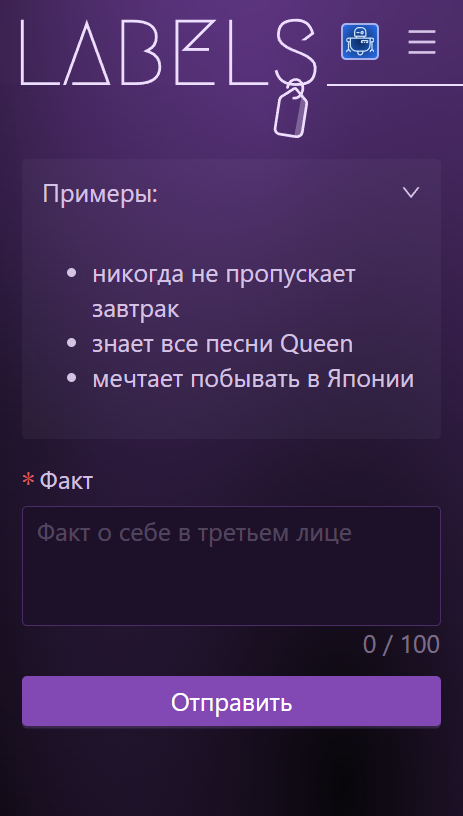 LABELS
Примеры:
никогда не пропускает
завтрак
знает все песни Queen
мечтает побывать в Японии
* Факт
Факт о себе в третьем лице
0 / 100
Отправить